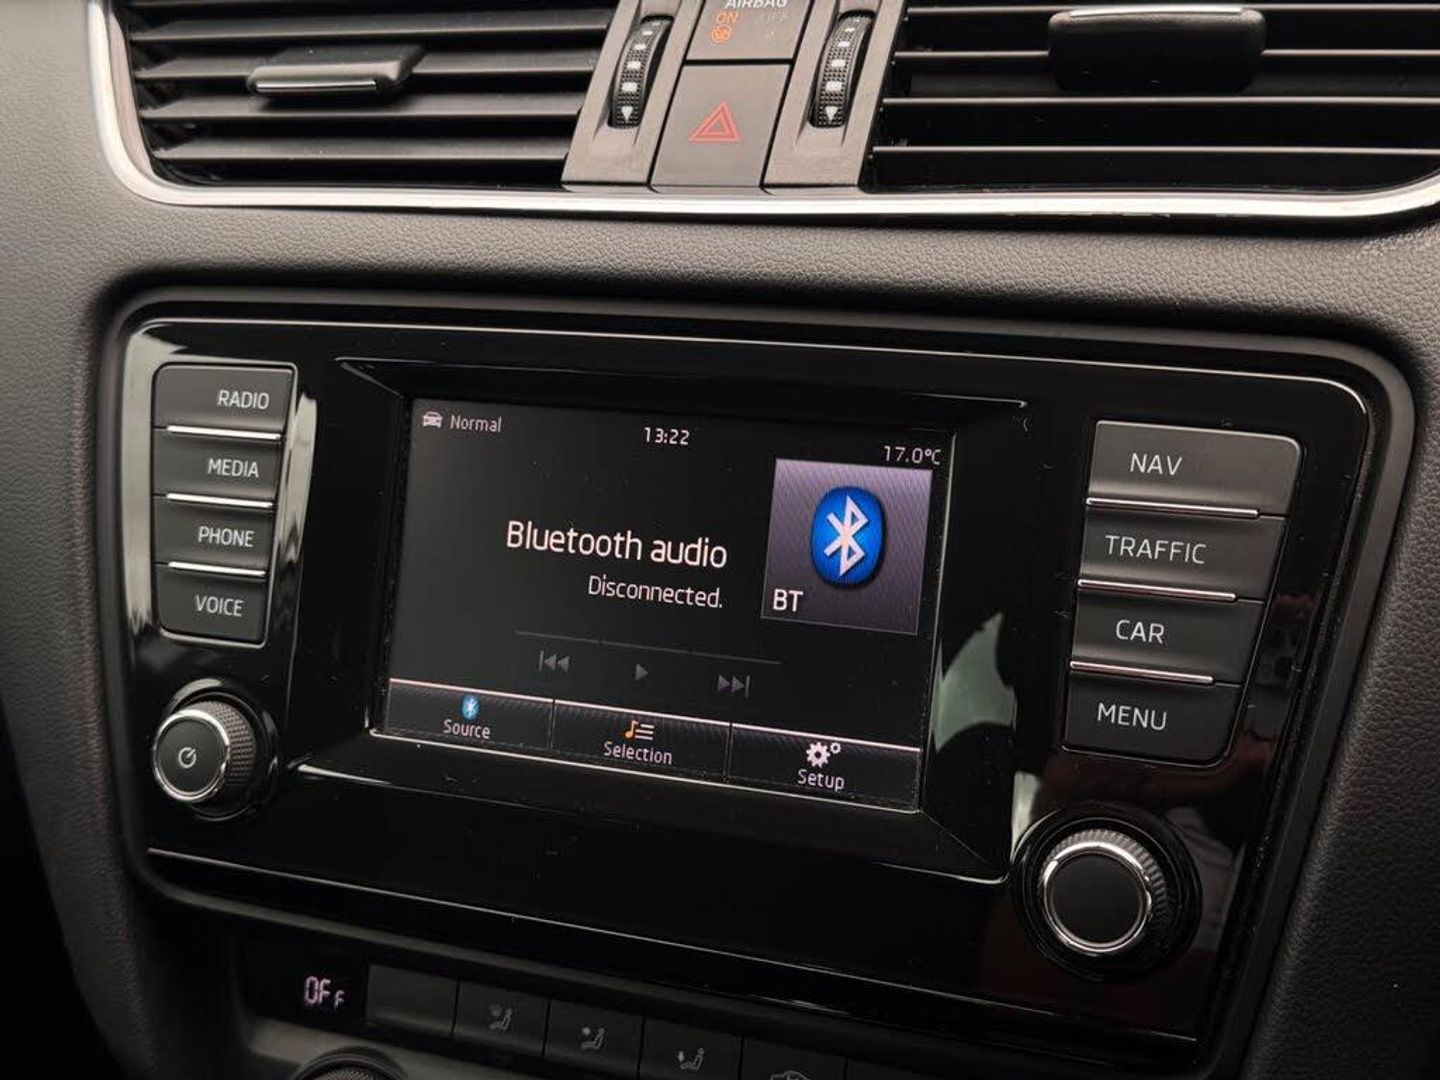 AIRBAG
ON OFF
RADIO
MEDIA
PHONE
VOICE
Normal
13:22
17.0°C
Bluetooth audio
Disconnected.
BT
Source
Selection
Setup
NAV
TRAFFIC
CAR
MENU
OFF